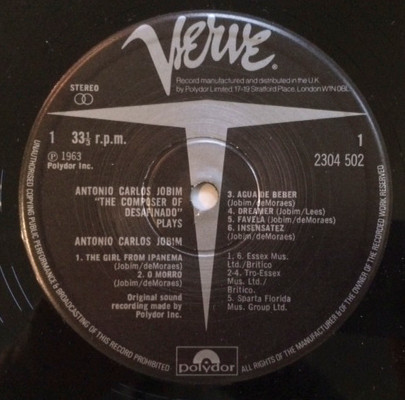 Verve.
Record manufactured and distributed in the U.K.
by Polydor Limited, 17-19 Stratford Place, London W1N 0BL
STEREO
1 33⅓ r.p.m.
1
℗ 1963
Polydor Inc.
2304 502
ANTONIO CARLOS JOBIM
"THE COMPOSER OF
DESAFINADO"
PLAYS
ANTONIO CARLOS JOBIM
1. THE GIRL FROM IPANEMA
(Jobim/deMoraes)
2. O MORRO
(Jobim/deMoraes)
Original sound
recording made by
Polydor Inc.
3. AGUA DE BEBER
(Jobim/deMoraes)
4. DREAMER (Jobim/Lees)
5. FAVELA (Jobim/deMoraes)
6. INSENSATEZ
(Jobim/deMoraes)
1, 6. Essex Mus.
Ltd./Britico
2-4, Tro-Essex
Mus. Ltd./
Britico.
5. Sparta Florida
Mus. Group Ltd.
polydor
UNAUTHORISED COPYING PUBLIC PERFORMANCE & BROADCASTING OF THIS RECORD PROHIBITED
ALL RIGHTS OF THE MANUFACTURER & OF THE OWNER OF THE RECORDED WORK RESERVED